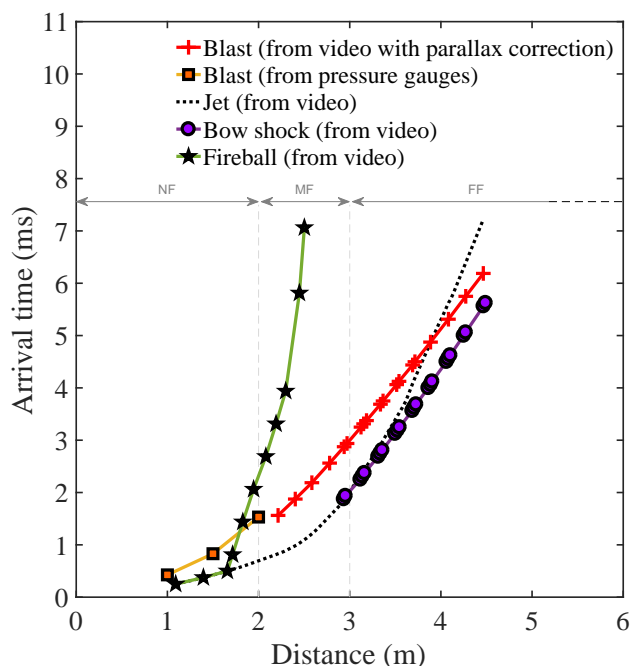 11
10
9
8
7
6
5
4
3
2
1
0
Arrival time (ms)
Blast (from video with parallax correction)
Blast (from pressure gauges)
Jet (from video)
Bow shock (from video)
Fireball (from video)
NF MF FF
0 1 2 3 4 5 6
Distance (m)